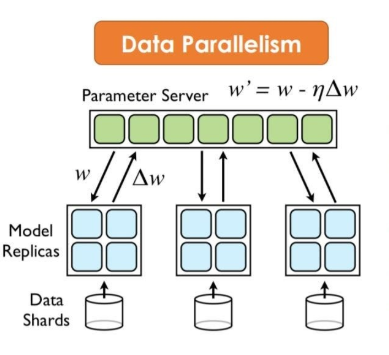 Data Parallelism
Parameter Server
w' = w - ηΔw
w
Δw
Model
Replicas
Data
Shards